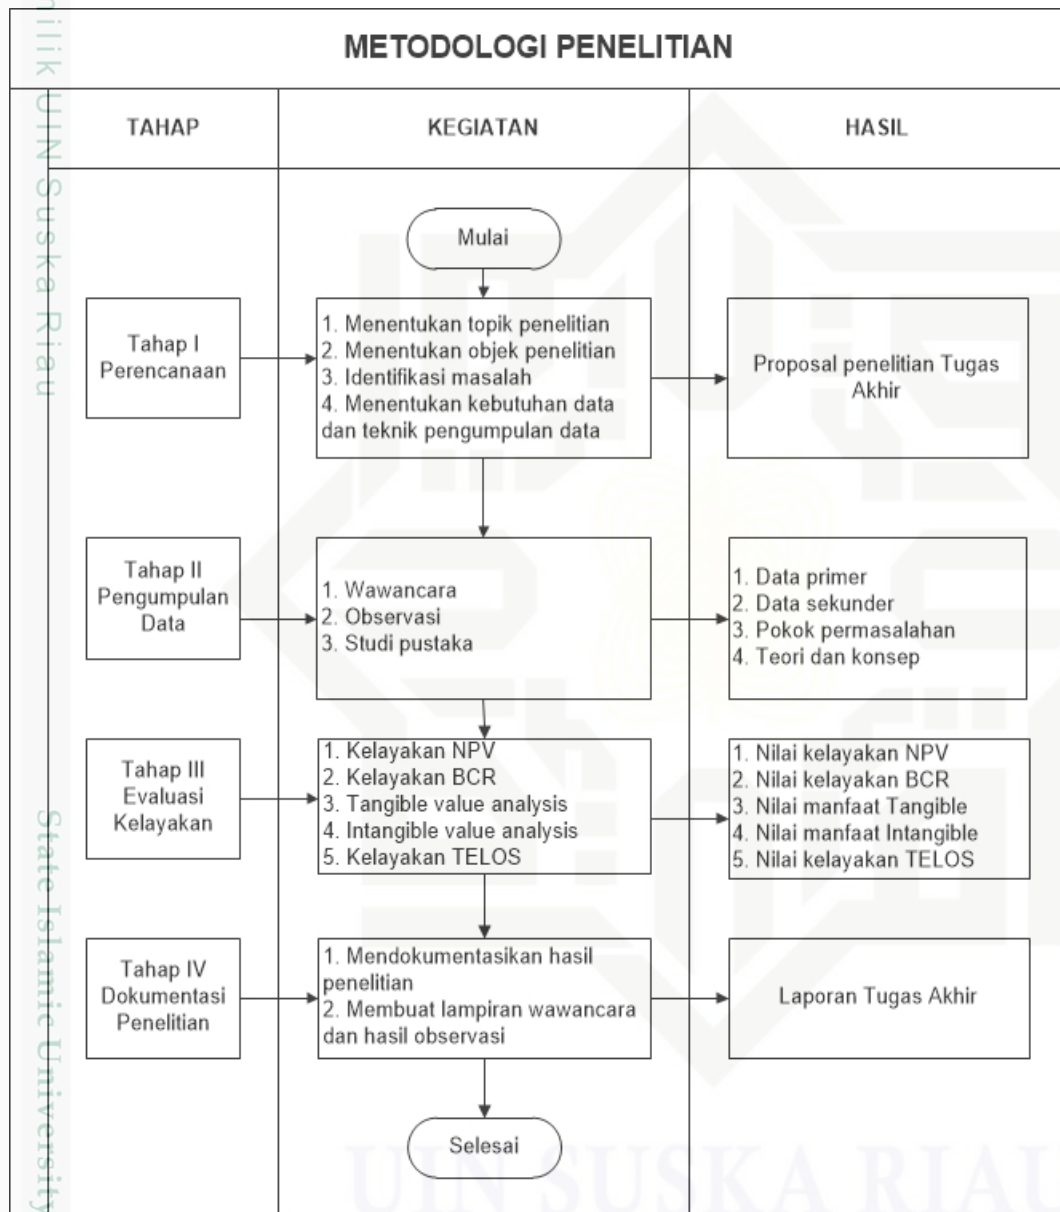 METODOLOGI PENELITIAN
TAHAP
KEGIATAN
HASIL
Mulai
Tahap I
Perencanaan
1. Menentukan topik penelitian
2. Menentukan objek penelitian
3. Identifikasi masalah
4. Menentukan kebutuhan data
dan teknik pengumpulan data
Proposal penelitian Tugas
Akhir
Tahap II
Pengumpulan
Data
1. Wawancara
2. Observasi
3. Studi pustaka
1. Data primer
2. Data sekunder
3. Pokok permasalahan
4. Teori dan konsep
Tahap III
Evaluasi
Kelayakan
1. Kelayakan NPV
2. Kelayakan BCR
3. Tangible value analysis
4. Intangible value analysis
5. Kelayakan TELOS
1. Nilai kelayakan NPV
2. Nilai kelayakan BCR
3. Nilai manfaat Tangible
4. Nilai manfaat Intangible
5. Nilai kelayakan TELOS
Tahap IV
Dokumentasi
Penelitian
1. Mendokumentasikan hasil
penelitian
2. Membuat lampiran wawancara
dan hasil observasi
Laporan Tugas Akhir
Selesai
milik UIN Suska Riau
State Islamic University
UIN SUSKA RIAU